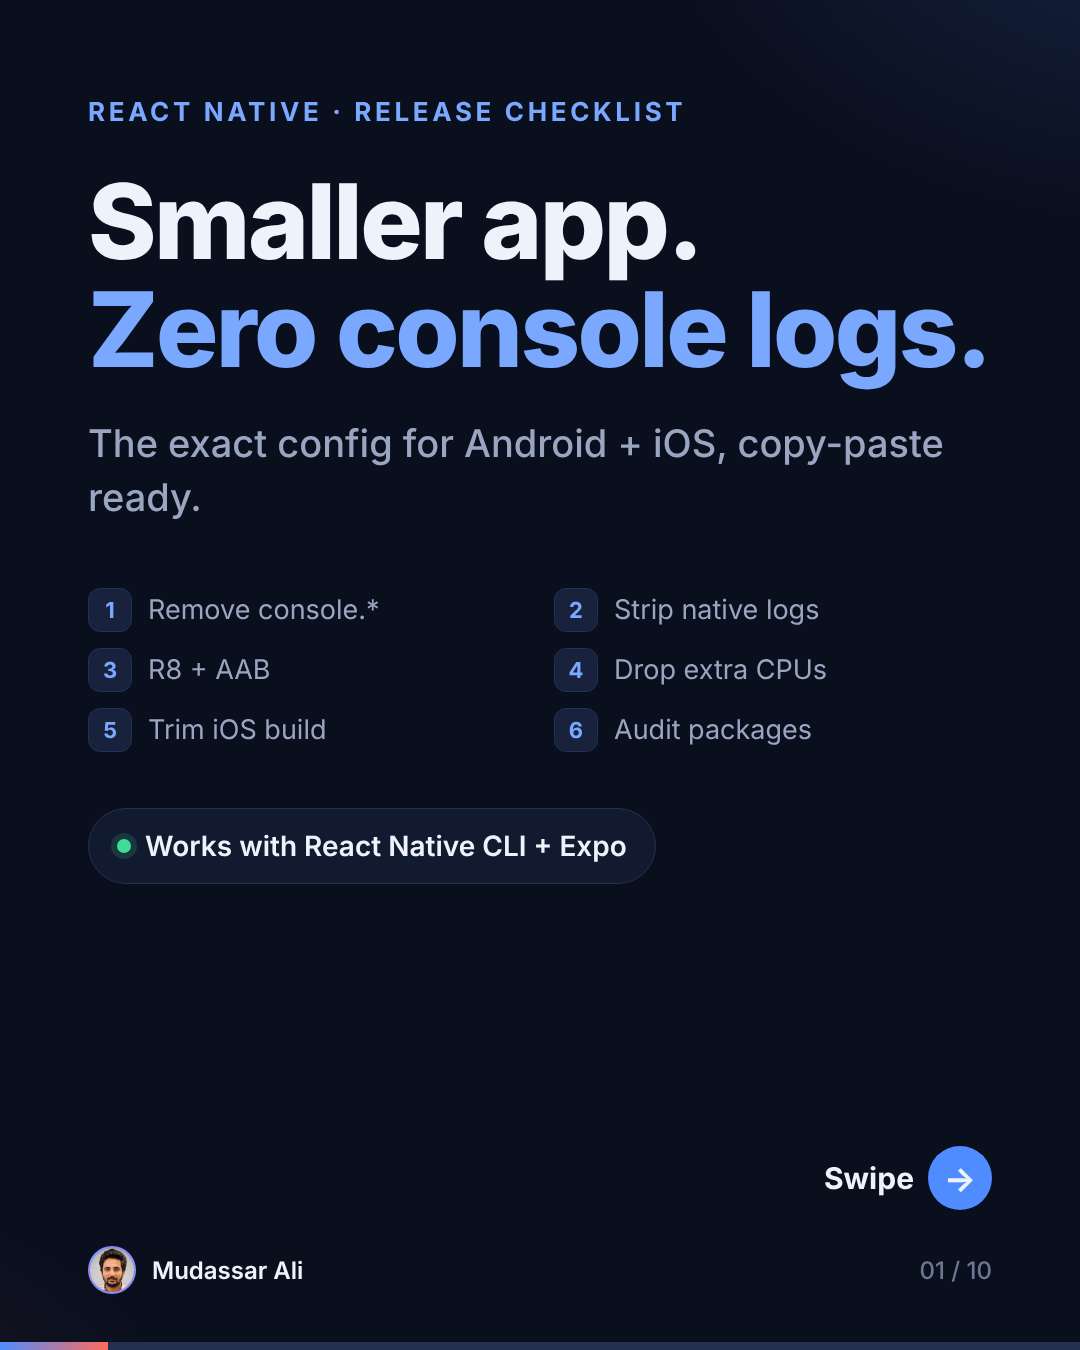 REACT NATIVE · RELEASE CHECKLIST
Smaller app.
Zero console logs.
The exact config for Android + iOS, copy-paste
ready.
1 Remove console.*
2 Strip native logs
3 R8 + AAB
4 Drop extra CPUs
5 Trim iOS build
6 Audit packages
Works with React Native CLI + Expo
Swipe →
Mudassar Ali
01 / 10